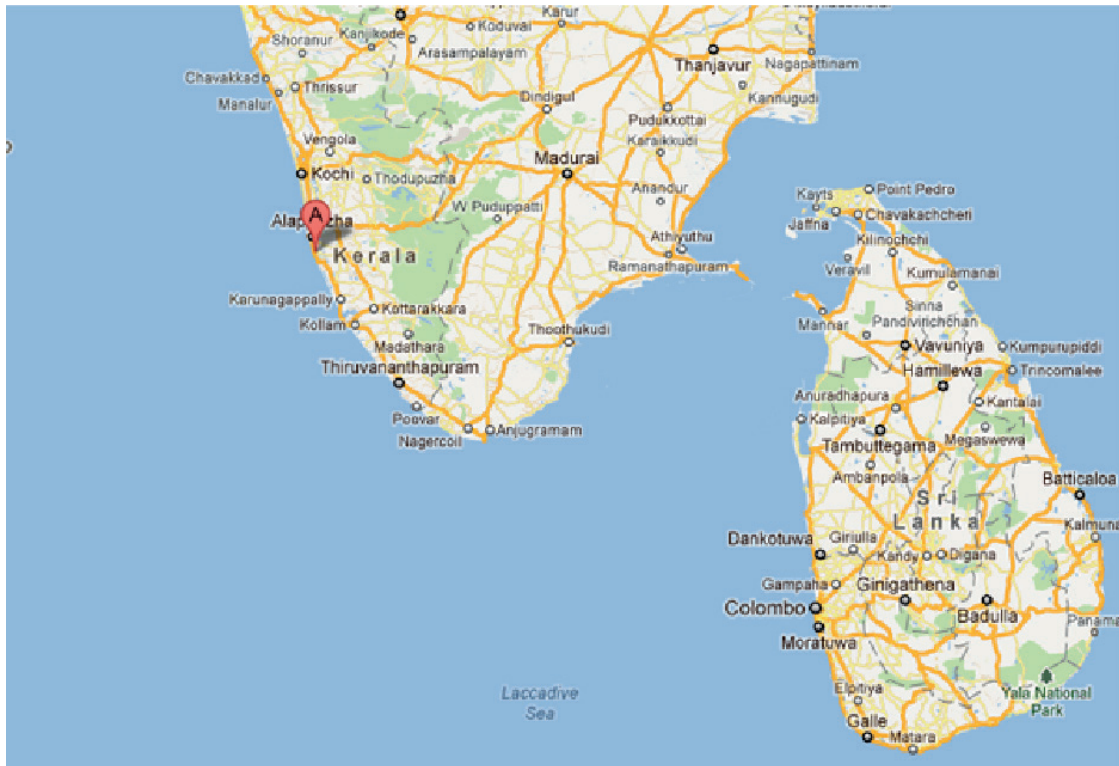 Koduvai
Karur
Shoranur
Kanjikode
Arasampalayam
Thanjavur
Nagapattinam
Chavakkad
Thrissur
Manalur
Dindigul
Kannugudi
Pudukkottai
Vengola
Karaikkudi
Kochi
Thodupuzha
Madurai
Anandur
W Puduppatti
Kayts
Point Pedro
A
Jaffna
Chavakachcheri
Kerala
Athiyuthu
Kilinochchi
Ramanathapuram
Veravil
Kumulamanai
Karunagappally
Kottarakkara
Sinna
Pandivirichchan
Kollam
Mannar
Madathara
Thoothukudi
Vavuniya
Kumpurupiddi
Thiruvananthapuram
Hamillewa
Trincomalee
Poovar
Anuradhapura
Kantalai
Nagercoil
Anjugramam
Kalpitiya
Tambuttegama
Megaswewa
Ambanpola
Batticaloa
Sri
Lanka
Dankotuwa
Giriulla
Kalmuna
Kandy
Digana
Gampaha
Ginigathena
Colombo
Badulla
Panama
Moratuwa
Laccadive
Sea
Elpitiya
Yala National
Park
Galle
Matara